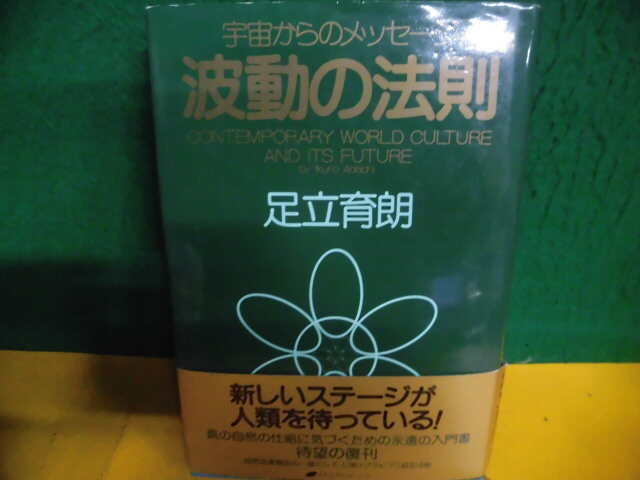 宇宙からのメッセー
波動の法則
CONTEMPORARY WORLD CULTURE
AND ITS FUTURE
by Ikuro Adachi
足立育朗
新しいステージが
人類を待っている!
真の自然の仕組に気づくための永遠の入門書
待望の復刊